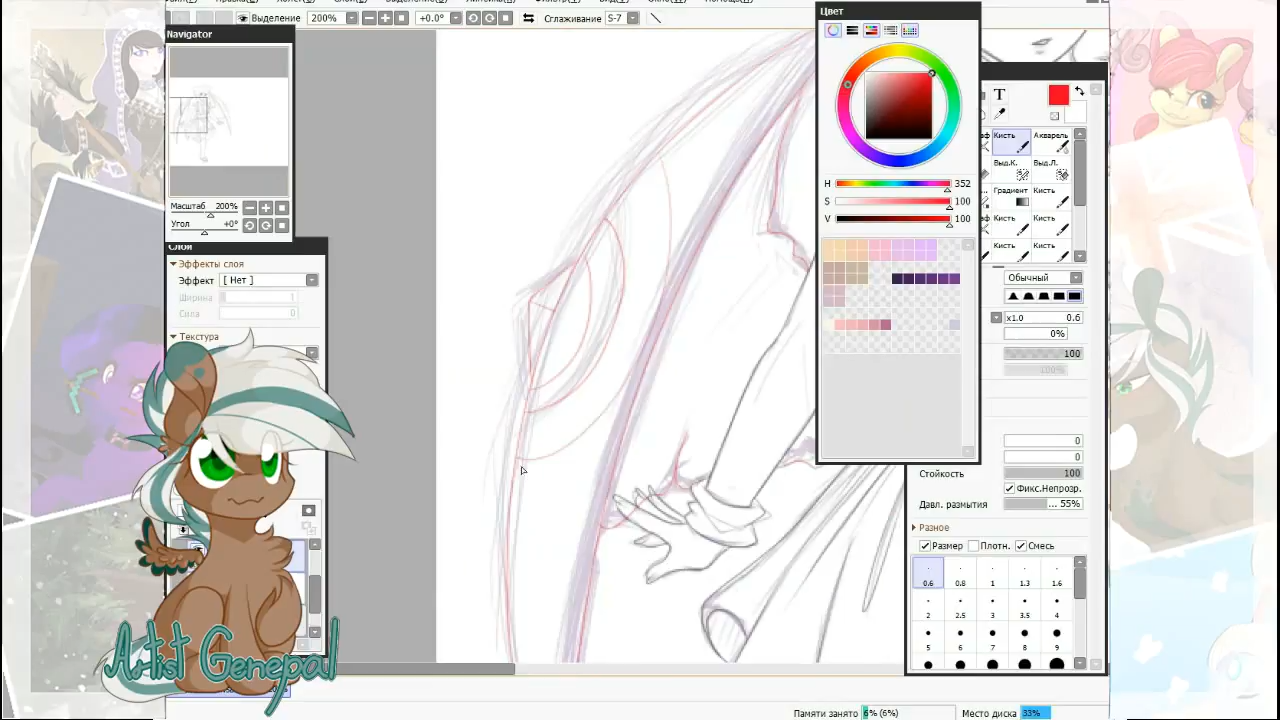 Выделение 200% +0.0° Сглаживание S-7
Цвет
Navigator
Масштаб 200%
Угол +0°
Слои
Эффекты слоя
Эффект [ Нет ]
Ширина 1
Сила 0
Текстура
H 352
S 100
V 100
T
Кисть Акварель
Выд.К. Выд.Л.
Градиент Кисть
Кисть Кисть
Кисть Кисть
Обычный
x1.0 0.6
0%
100
100%
0
0
Стойкость 100
Фикс.Непрозр.
Давл. размытия ... 55%
Разное
Размер Плотн. Смесь
0.6 0.8 1 1.3 1.6
2 2.5 3 3.5 4
5 6 7 8 9
Artist Genepal
Памяти занято 6% (6%) Место диска 33%